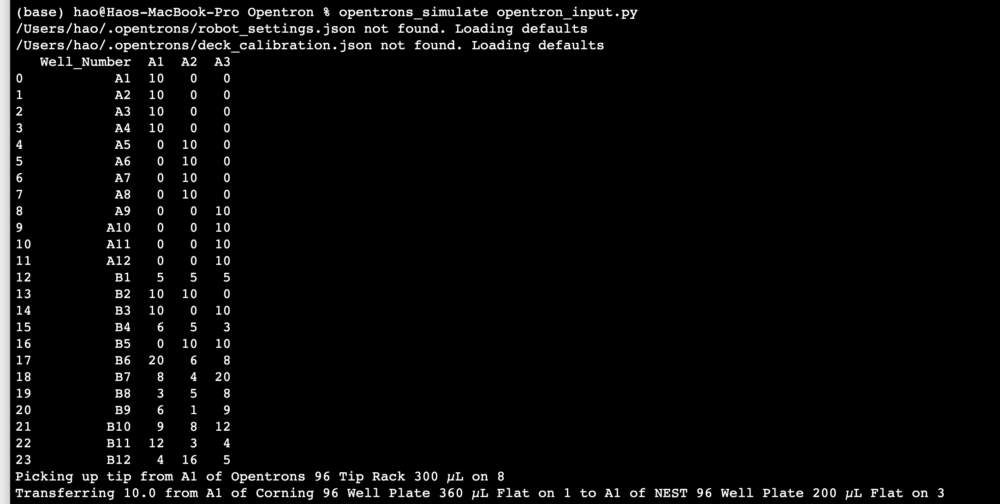 (base) hao@Haos-MacBook-Pro Opentron % opentrons_simulate opentron_input.py
/Users/hao/.opentrons/robot_settings.json not found. Loading defaults
/Users/hao/.opentrons/deck_calibration.json not found. Loading defaults
   Well_Number  A1  A2  A3
0           A1  10   0   0
1           A2  10   0   0
2           A3  10   0   0
3           A4  10   0   0
4           A5   0  10   0
5           A6   0  10   0
6           A7   0  10   0
7           A8   0  10   0
8           A9   0   0  10
9          A10   0   0  10
10         A11   0   0  10
11         A12   0   0  10
12          B1   5   5   5
13          B2  10  10   0
14          B3  10   0  10
15          B4   6   5   3
16          B5   0  10  10
17          B6  20   6   8
18          B7   8   4  20
19          B8   3   5   8
20          B9   6   1   9
21         B10   9   8  12
22         B11  12   3   4
23         B12   4  16   5
Picking up tip from A1 of Opentrons 96 Tip Rack 300 µL on 8
Transferring 10.0 from A1 of Corning 96 Well Plate 360 µL Flat on 1 to A1 of NEST 96 Well Plate 200 µL Flat on 3